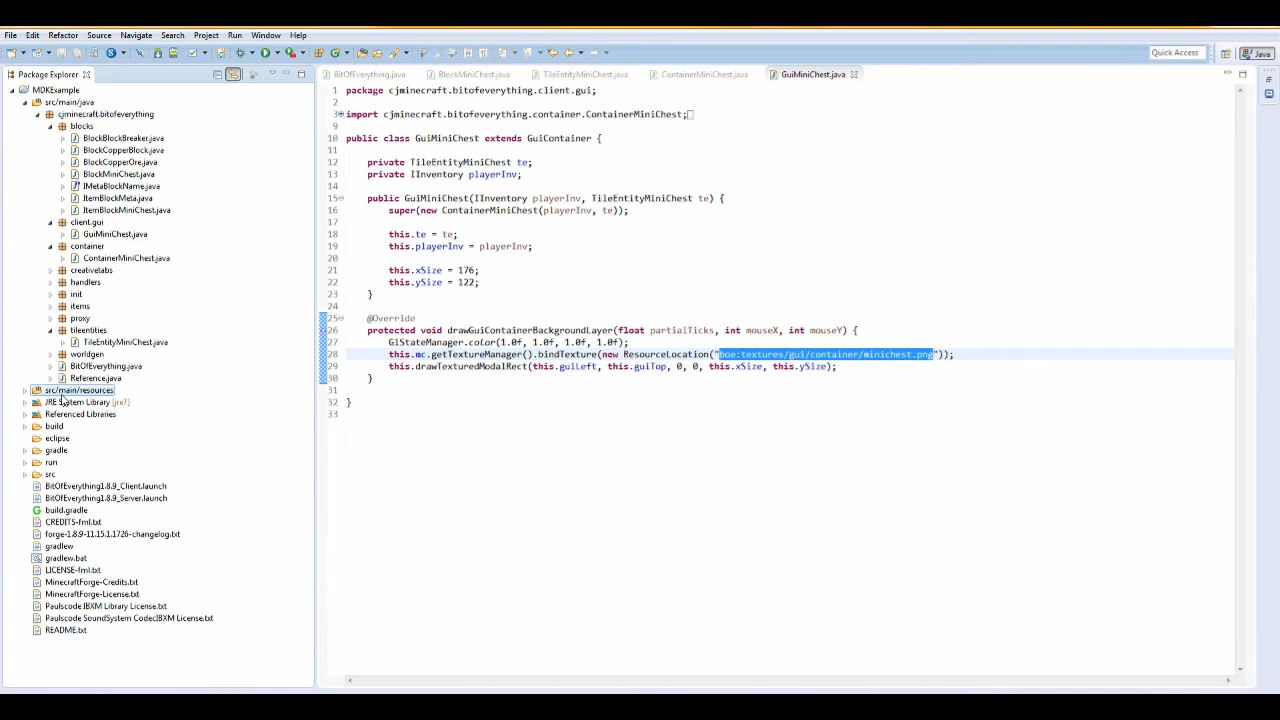 File Edit Refactor Source Navigate Search Project Run Window Help
Quick Access
Java
Package Explorer
BitOfEverything.java BlockMiniChest.java TileEntityMiniChest.java ContainerMiniChest.java GuiMiniChest.java
MDKExample
src/main/java
cjminecraft.bitofeverything
blocks
BlockBlockBreaker.java
BlockCopperBlock.java
BlockCopperOre.java
BlockMiniChest.java
IMetaBlockName.java
ItemBlockMeta.java
ItemBlockMiniChest.java
client.gui
GuiMiniChest.java
container
ContainerMiniChest.java
creativetabs
handlers
init
items
proxy
tileentities
TileEntityMiniChest.java
worldgen
BitOfEverything.java
Reference.java
src/main/resources
JRE System Library [jre7]
Referenced Libraries
build
eclipse
gradle
run
src
BitOfEverything1.8.9_Client.launch
BitOfEverything1.8.9_Server.launch
build.gradle
CREDITS-fml.txt
forge-1.8.9-11.15.1.1726-changelog.txt
gradlew
gradlew.bat
LICENSE-fml.txt
MinecraftForge-Credits.txt
MinecraftForge-License.txt
Paulscode IBXM Library License.txt
Paulscode SoundSystem CodecIBXM License.txt
README.txt
1 package cjminecraft.bitofeverything.client.gui;
2
3 import cjminecraft.bitofeverything.container.ContainerMiniChest;
9
10 public class GuiMiniChest extends GuiContainer {
11
12 private TileEntityMiniChest te;
13 private IInventory playerInv;
14
15 public GuiMiniChest(IInventory playerInv, TileEntityMiniChest te) {
16 super(new ContainerMiniChest(playerInv, te));
17
18 this.te = te;
19 this.playerInv = playerInv;
20
21 this.xSize = 176;
22 this.ySize = 122;
23 }
24
25 @Override
26 protected void drawGuiContainerBackgroundLayer(float partialTicks, int mouseX, int mouseY) {
27 GlStateManager.color(1.0f, 1.0f, 1.0f, 1.0f);
28 this.mc.getTextureManager().bindTexture(new ResourceLocation("boe:textures/gui/container/minichest.png"));
29 this.drawTexturedModalRect(this.guiLeft, this.guiTop, 0, 0, this.xSize, this.ySize);
30 }
31
32 }
33